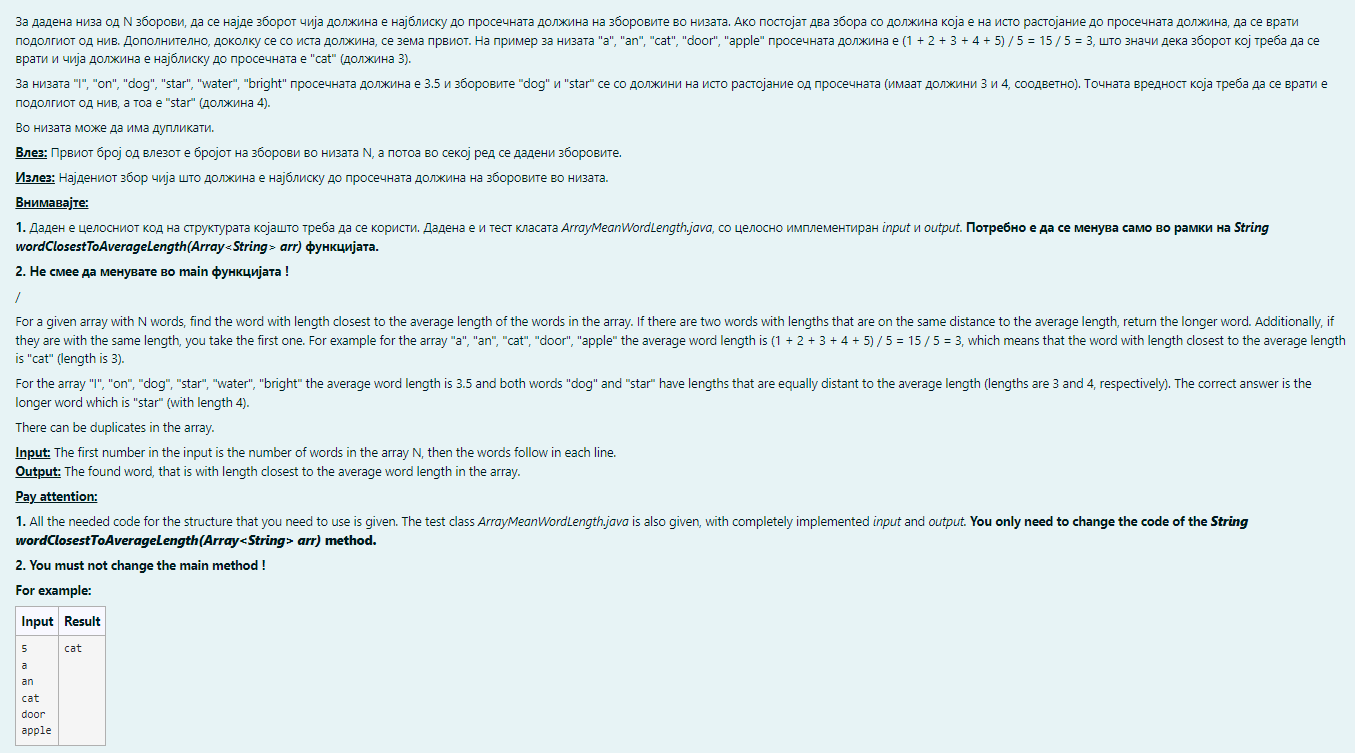 За дадена низа од N зборови, да се најде зборот чија должина е најблиску до просечната должина на зборовите во низата. Ако постојат два збора со должина која е на исто растојание до просечната должина, да се врати
подолгиот од нив. Дополнително, доколку се со иста должина, се зема првиот. На пример за низата "a", "an", "cat", "door", "apple" просечната должина е (1 + 2 + 3 + 4 + 5) / 5 = 15 / 5 = 3, што значи дека зборот кој треба да се
врати и чија должина е најблиску до просечната е "cat" (должина 3).
За низата "I", "on", "dog", "star", "water", "bright" просечната должина е 3.5 и зборовите "dog" и "star" се со должини на исто растојание од просечната (имаат должини 3 и 4, соодветно). Точната вредност која треба да се врати е
подолгиот од нив, а тоа е "star" (должина 4).
Во низата може да има дупликати.
Влез: Првиот број од влезот е бројот на зборови во низата N, а потоа во секој ред се дадени зборовите.
Излез: Најдениот збор чија што должина е најблиску до просечната должина на зборовите во низата.
Внимавајте:
1. Даден е целосниот код на структурата којашто треба да се користи. Дадена е и тест класата ArrayMeanWordLength.java, со целосно имплементиран input и output. Потребно е да се менува само во рамки на String
wordClosestToAverageLength(Array<String> arr) функцијата.
2. Не смее да менувате во main функцијата !
/
For a given array with N words, find the word with length closest to the average length of the words in the array. If there are two words with lengths that are on the same distance to the average length, return the longer word. Additionally, if
they are with the same length, you take the first one. For example for the array "a", "an", "cat", "door", "apple" the average word length is (1 + 2 + 3 + 4 + 5) / 5 = 15 / 5 = 3, which means that the word with length closest to the average length
is "cat" (length is 3).
For the array "I", "on", "dog", "star", "water", "bright" the average word length is 3.5 and both words "dog" and "star" have lengths that are equally distant to the average length (lengths are 3 and 4, respectively). The correct answer is the
longer word which is "star" (with length 4).
There can be duplicates in the array.
Input: The first number in the input is the number of words in the array N, then the words follow in each line.
Output: The found word, that is with length closest to the average word length in the array.
Pay attention:
1. All the needed code for the structure that you need to use is given. The test class ArrayMeanWordLength.java is also given, with completely implemented input and output. You only need to change the code of the String
wordClosestToAverageLength(Array<String> arr) method.
2. You must not change the main method !
For example:
Input Result
5 cat
a
an
cat
door
apple